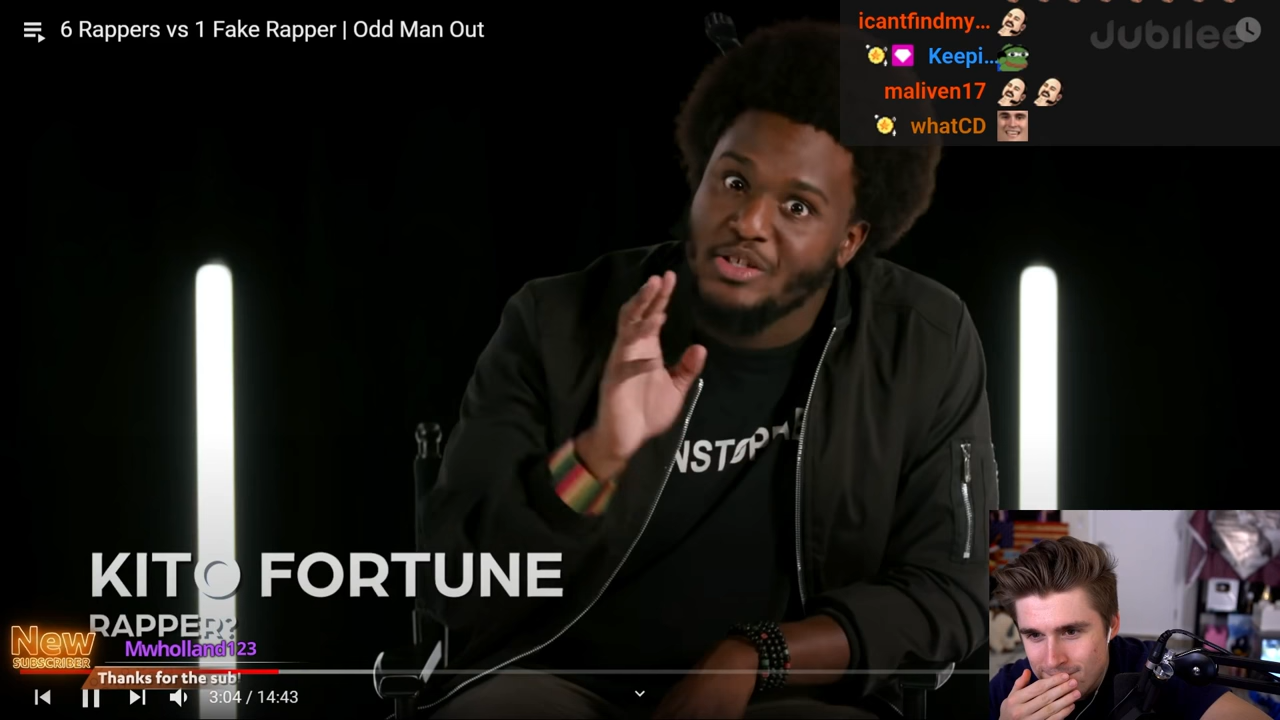 6 Rappers vs 1 Fake Rapper | Odd Man Out
icantfindmy...
Jubilee
Keepi...
maliven17
whatCD
NSTOPPA
KITO FORTUNE
RAPPER?
New
SUBSCRIBER
Mwholland123
Thanks for the sub!
3:04 / 14:43